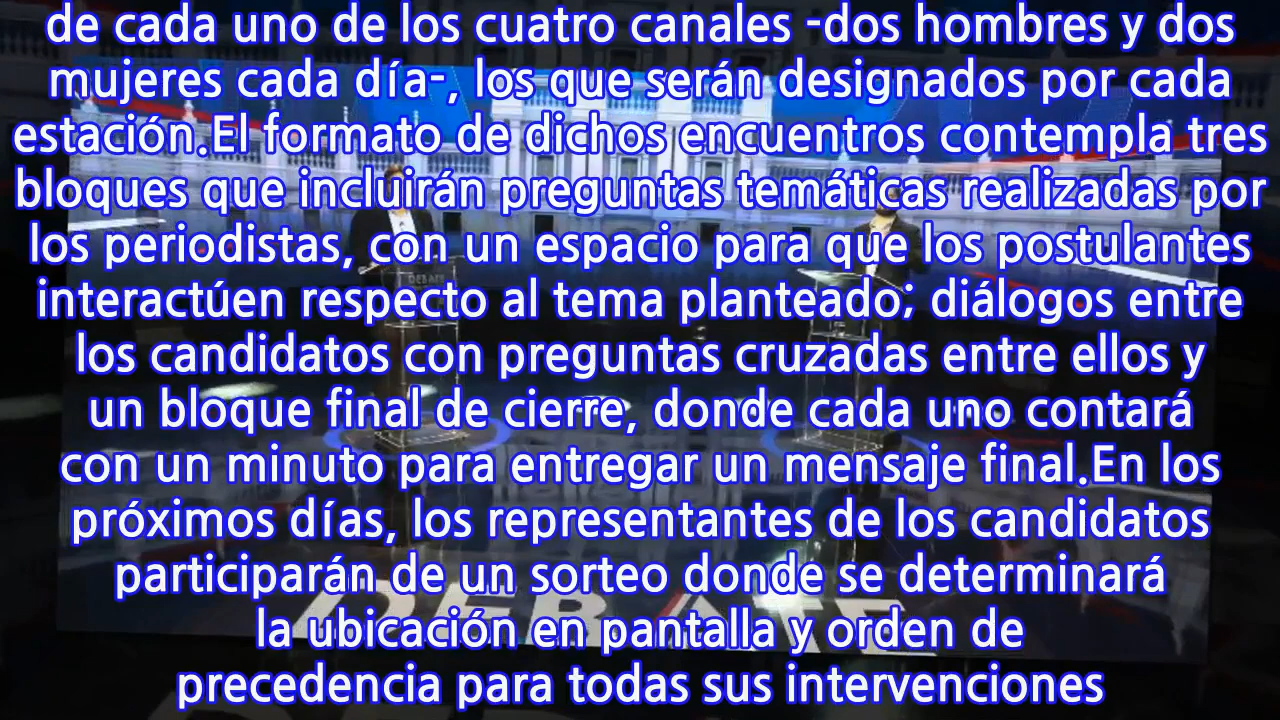 de cada uno de los cuatro canales -dos hombres y dos
mujeres cada día-, los que serán designados por cada
estación.El formato de dichos encuentros contempla tres
bloques que incluirán preguntas temáticas realizadas por
los periodistas, con un espacio para que los postulantes
interactúen respecto al tema planteado; diálogos entre
los candidatos con preguntas cruzadas entre ellos y
un bloque final de cierre, donde cada uno contará
con un minuto para entregar un mensaje final.En los
próximos días, los representantes de los candidatos
participarán de un sorteo donde se determinará
la ubicación en pantalla y orden de
precedencia para todas sus intervenciones
DEBATE
DEBATE